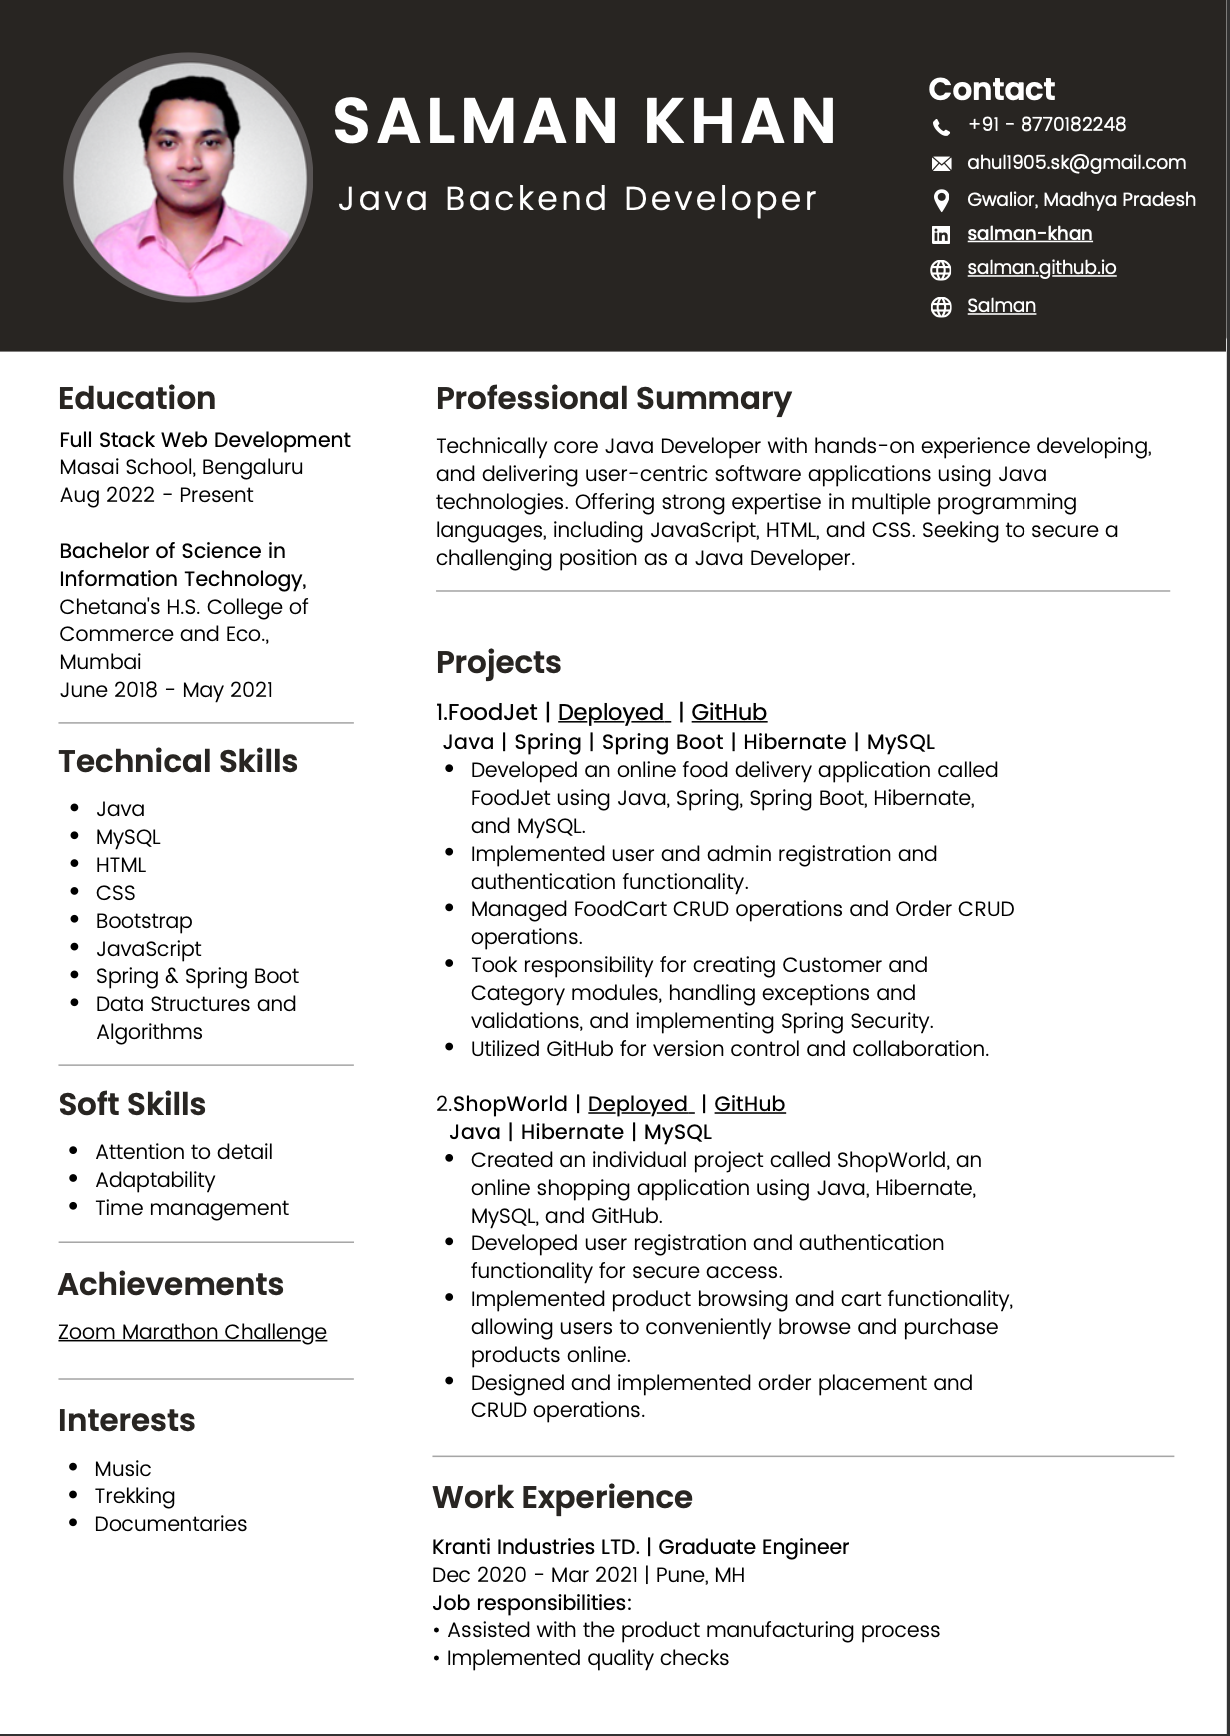 SALMAN KHAN
Java Backend Developer
Contact
+91 - 8770182248
ahul1905.sk@gmail.com
Gwalior, Madhya Pradesh
salman-khan
salman.github.io
Salman
Education
Full Stack Web Development
Masai School, Bengaluru
Aug 2022 - Present
Bachelor of Science in
Information Technology,
Chetana's H.S. College of
Commerce and Eco.,
Mumbai
June 2018 - May 2021
Technical Skills
• Java
• MySQL
• HTML
• CSS
• Bootstrap
• JavaScript
• Spring & Spring Boot
• Data Structures and
Algorithms
Soft Skills
• Attention to detail
• Adaptability
• Time management
Achievements
Zoom Marathon Challenge
Interests
• Music
• Trekking
• Documentaries
Professional Summary
Technically core Java Developer with hands-on experience developing,
and delivering user-centric software applications using Java
technologies. Offering strong expertise in multiple programming
languages, including JavaScript, HTML, and CSS. Seeking to secure a
challenging position as a Java Developer.
Projects
1.FoodJet | Deployed | GitHub
Java | Spring | Spring Boot | Hibernate | MySQL
• Developed an online food delivery application called
FoodJet using Java, Spring, Spring Boot, Hibernate,
and MySQL.
• Implemented user and admin registration and
authentication functionality.
• Managed FoodCart CRUD operations and Order CRUD
operations.
• Took responsibility for creating Customer and
Category modules, handling exceptions and
validations, and implementing Spring Security.
• Utilized GitHub for version control and collaboration.
2.ShopWorld | Deployed | GitHub
Java | Hibernate | MySQL
• Created an individual project called ShopWorld, an
online shopping application using Java, Hibernate,
MySQL, and GitHub.
• Developed user registration and authentication
functionality for secure access.
• Implemented product browsing and cart functionality,
allowing users to conveniently browse and purchase
products online.
• Designed and implemented order placement and
CRUD operations.
Work Experience
Kranti Industries LTD. | Graduate Engineer
Dec 2020 - Mar 2021 | Pune, MH
Job responsibilities:
• Assisted with the product manufacturing process
• Implemented quality checks